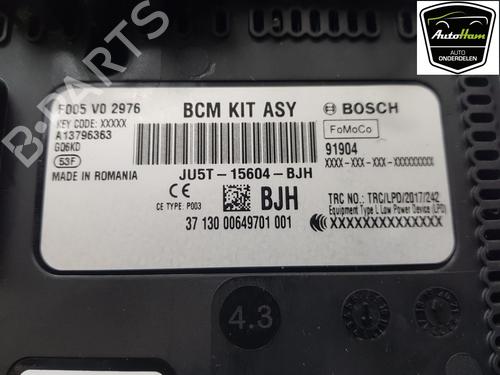 AutoHam
AUTO
ONDERDELEN
F005 V0 2976
KEY CODE: XXXXX
A13796363
GD6KD
53F
MADE IN ROMANIA
BCM KIT ASY
BOSCH
FoMoCo
91904
XXXX-XXX-XXX-XXXXXXXXXX
JU5T-15604-BJH
CE
CE TYPE: P003
BJH
TRC NO.: TRC/LPD/2017/242
Equipment Type L Low Power Device (LPD)
XXXXXXXXXXXXXXX
37 130 00649701 001
4.3